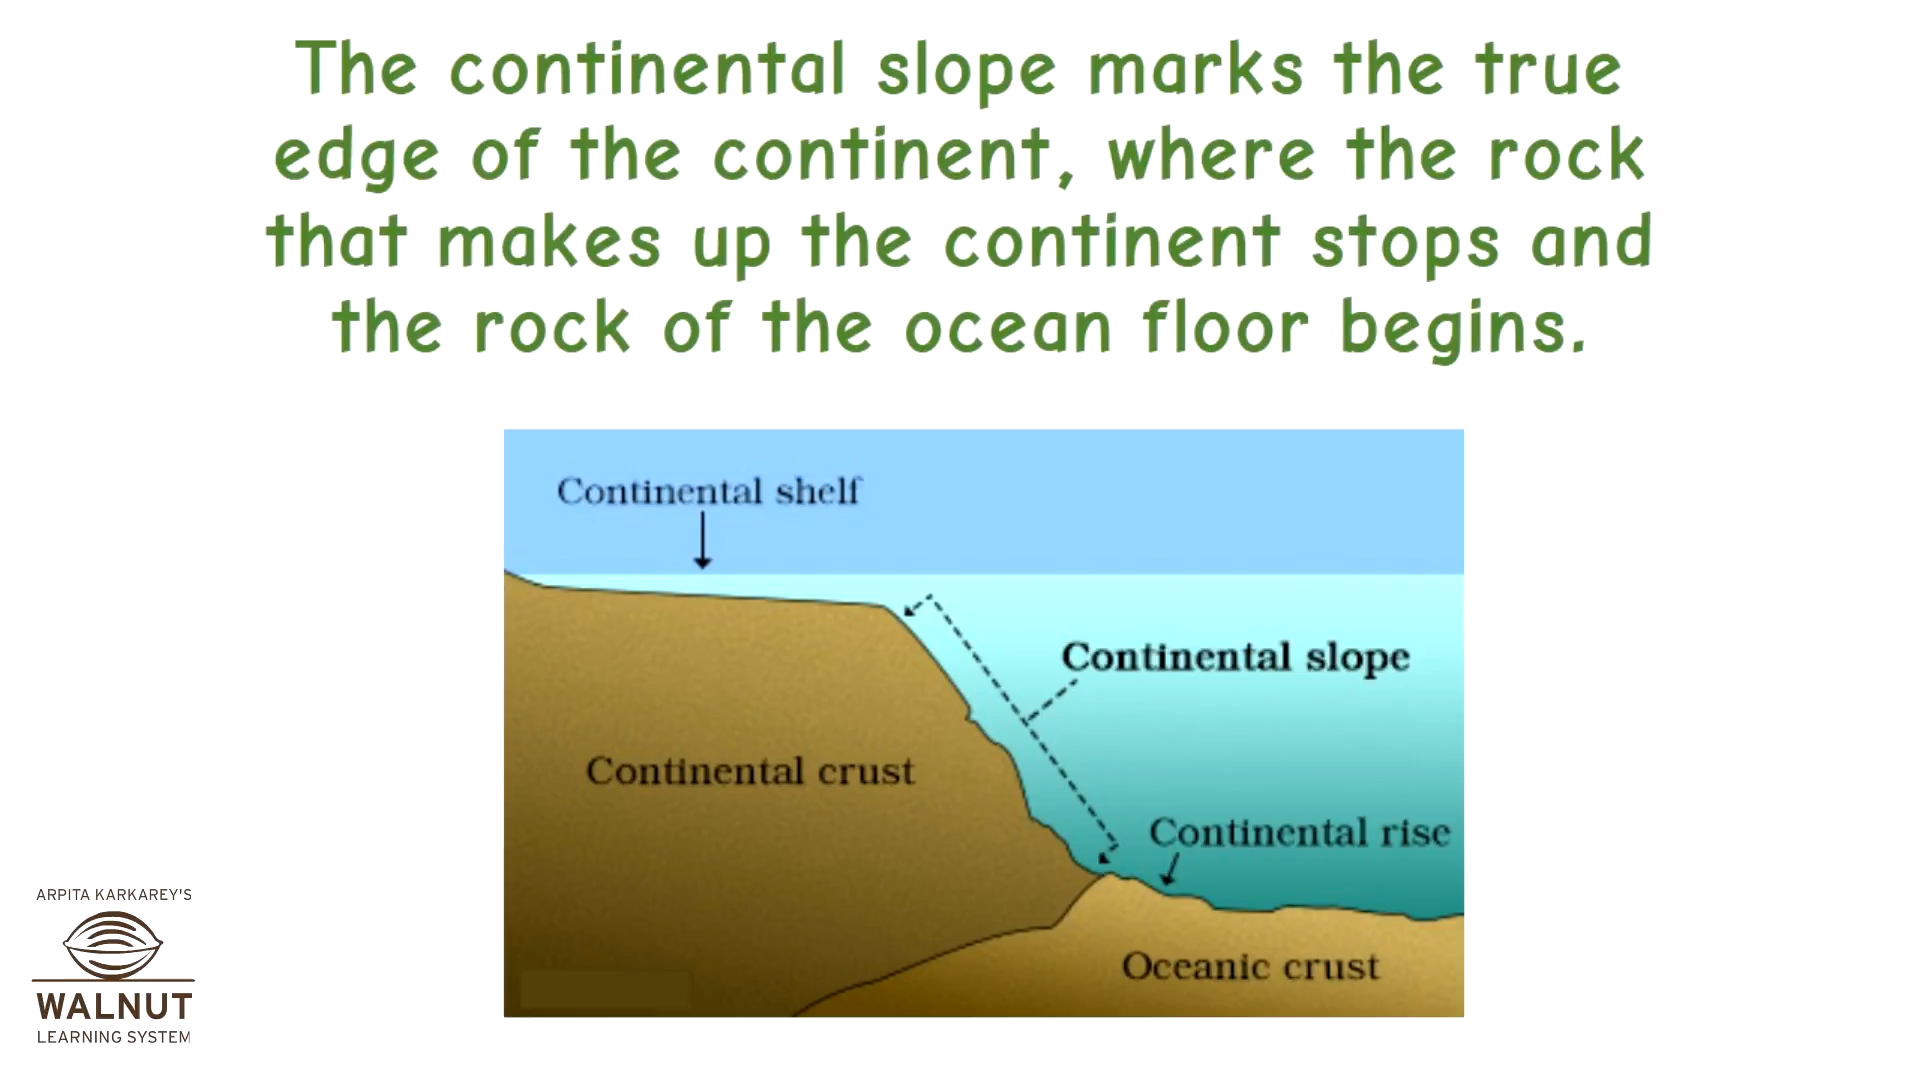 The continental slope marks the true
edge of the continent, where the rock
that makes up the continent stops and
the rock of the ocean floor begins.
Continental shelf
Continental slope
Continental crust
Continental rise
Oceanic crust
ARPITA KARKAREY'S
WALNUT
LEARNING SYSTEM